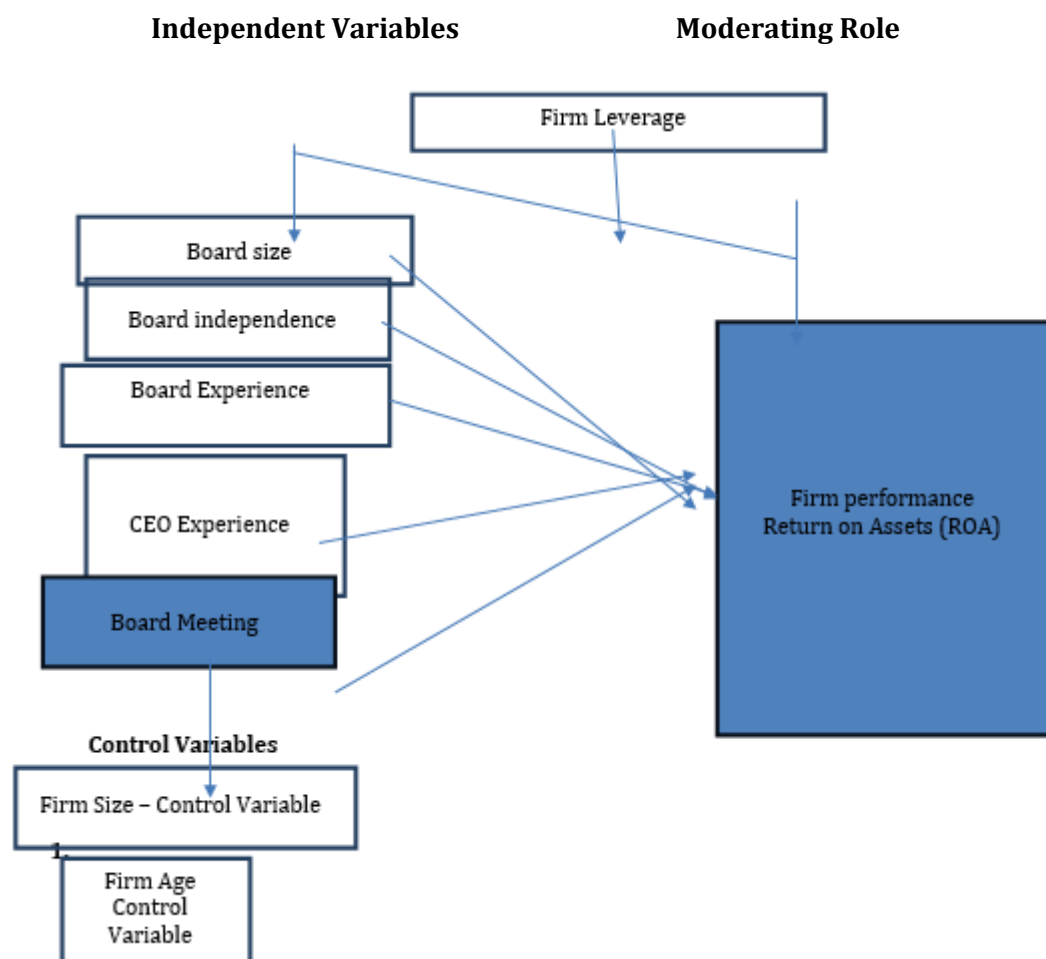 Independent Variables
Moderating Role
Firm Leverage
Board size
Board independence
Board Experience
CEO Experience
Board Meeting
Firm performance
Return on Assets (ROA)
Control Variables
Firm Size – Control Variable
1.
Firm Age
Control
Variable